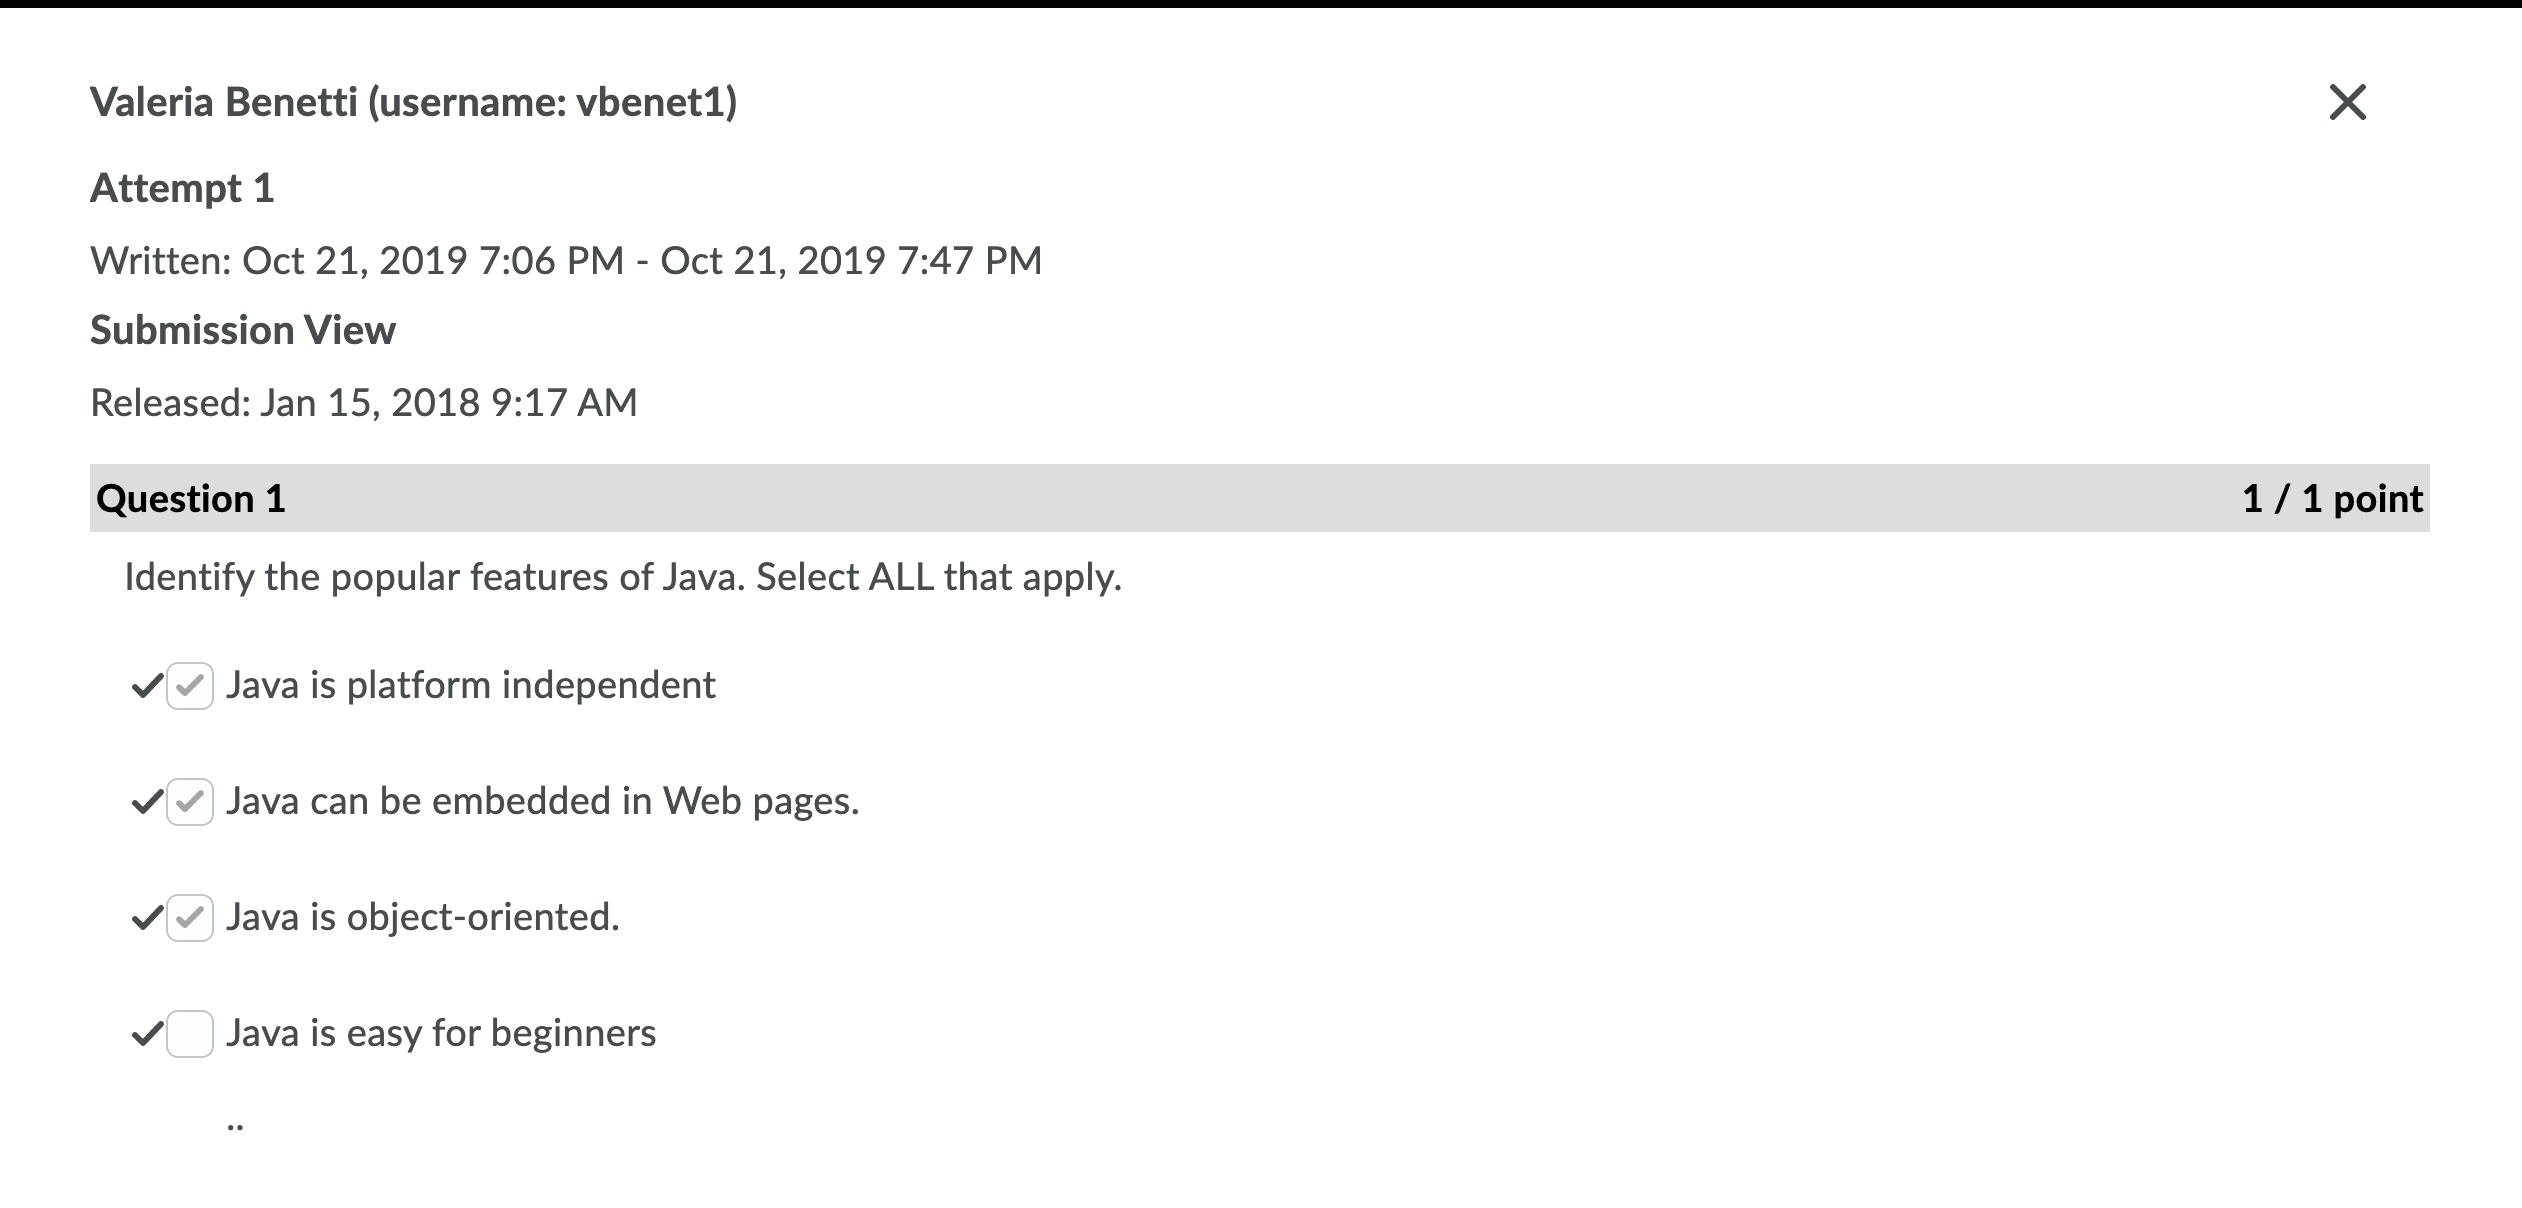 Valeria Benetti (username: vbenet1)
Attempt 1
Written: Oct 21, 2019 7:06 PM - Oct 21, 2019 7:47 PM
Submission View
Released: Jan 15, 2018 9:17 AM
Question 1 1 / 1 point
Identify the popular features of Java. Select ALL that apply.
Java is platform independent
Java can be embedded in Web pages.
Java is object-oriented.
Java is easy for beginners
..